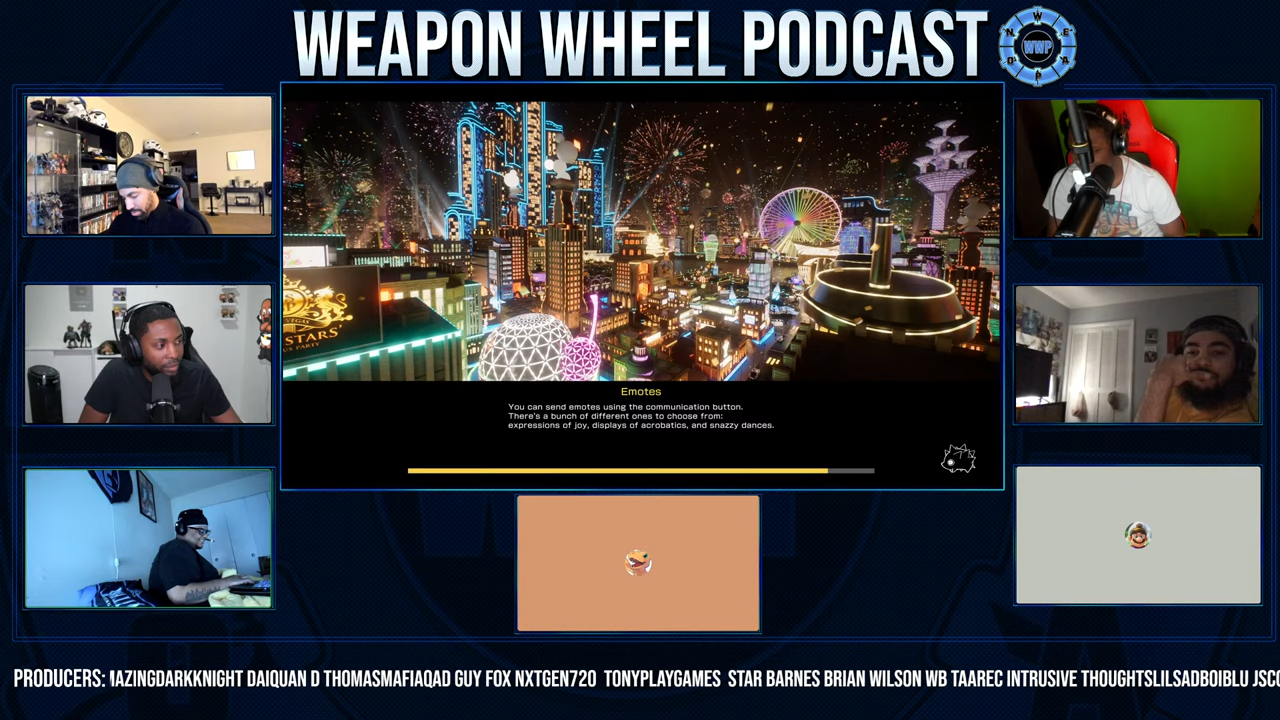 WEAPON WHEEL PODCAST
WWP
STARS
Emotes
You can send emotes using the communication button.
There's a bunch of different ones to choose from:
expressions of joy, displays of acrobatics, and snazzy dances.
PRODUCERS: AZINGDARKKNIGHT DAIQUAN D THOMASMAFIAQAD GUY FOX NXTGEN720 TONYPLAYGAMES STAR BARNES BRIAN WILSON WB TAAREC INTRUSIVE THOUGHTSLILSADBOIBLU JSCO